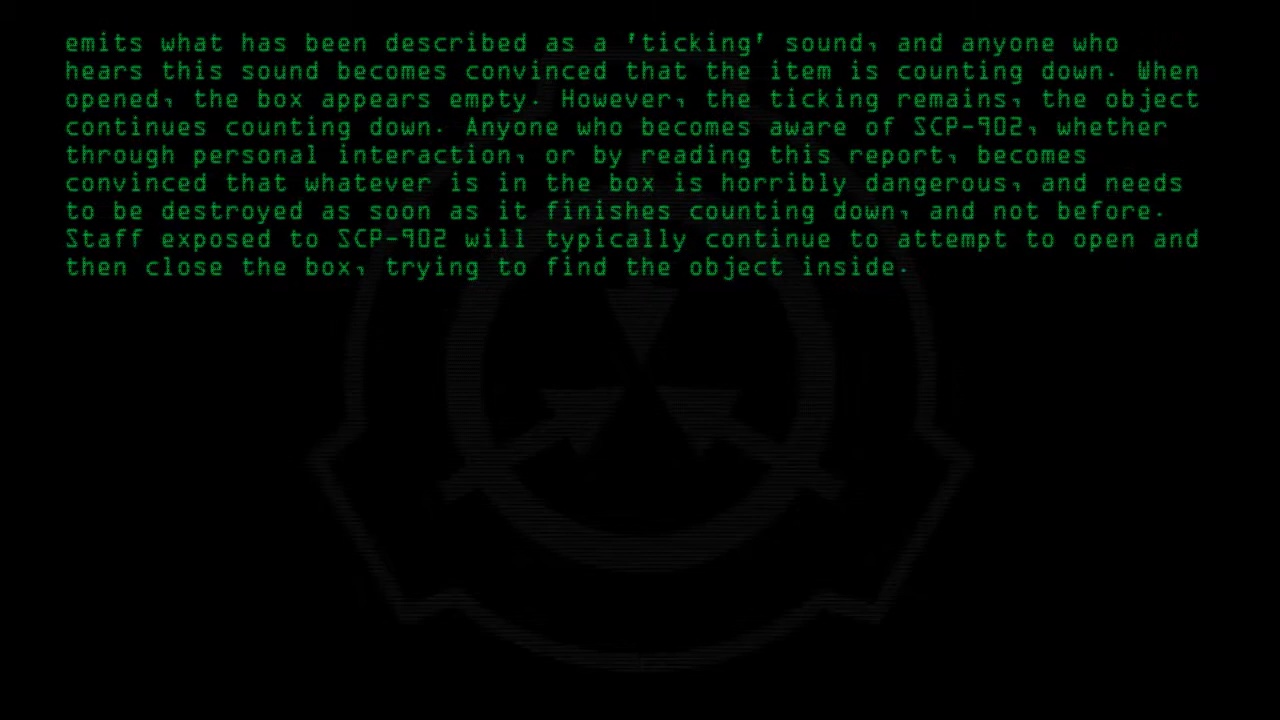 emits what has been described as a 'ticking' sound, and anyone who
hears this sound becomes convinced that the item is counting down. When
opened, the box appears empty. However, the ticking remains, the object
continues counting down. Anyone who becomes aware of SCP-902, whether
through personal interaction, or by reading this report, becomes
convinced that whatever is in the box is horribly dangerous, and needs
to be destroyed as soon as it finishes counting down, and not before.
Staff exposed to SCP-902 will typically continue to attempt to open and
then close the box, trying to find the object inside.